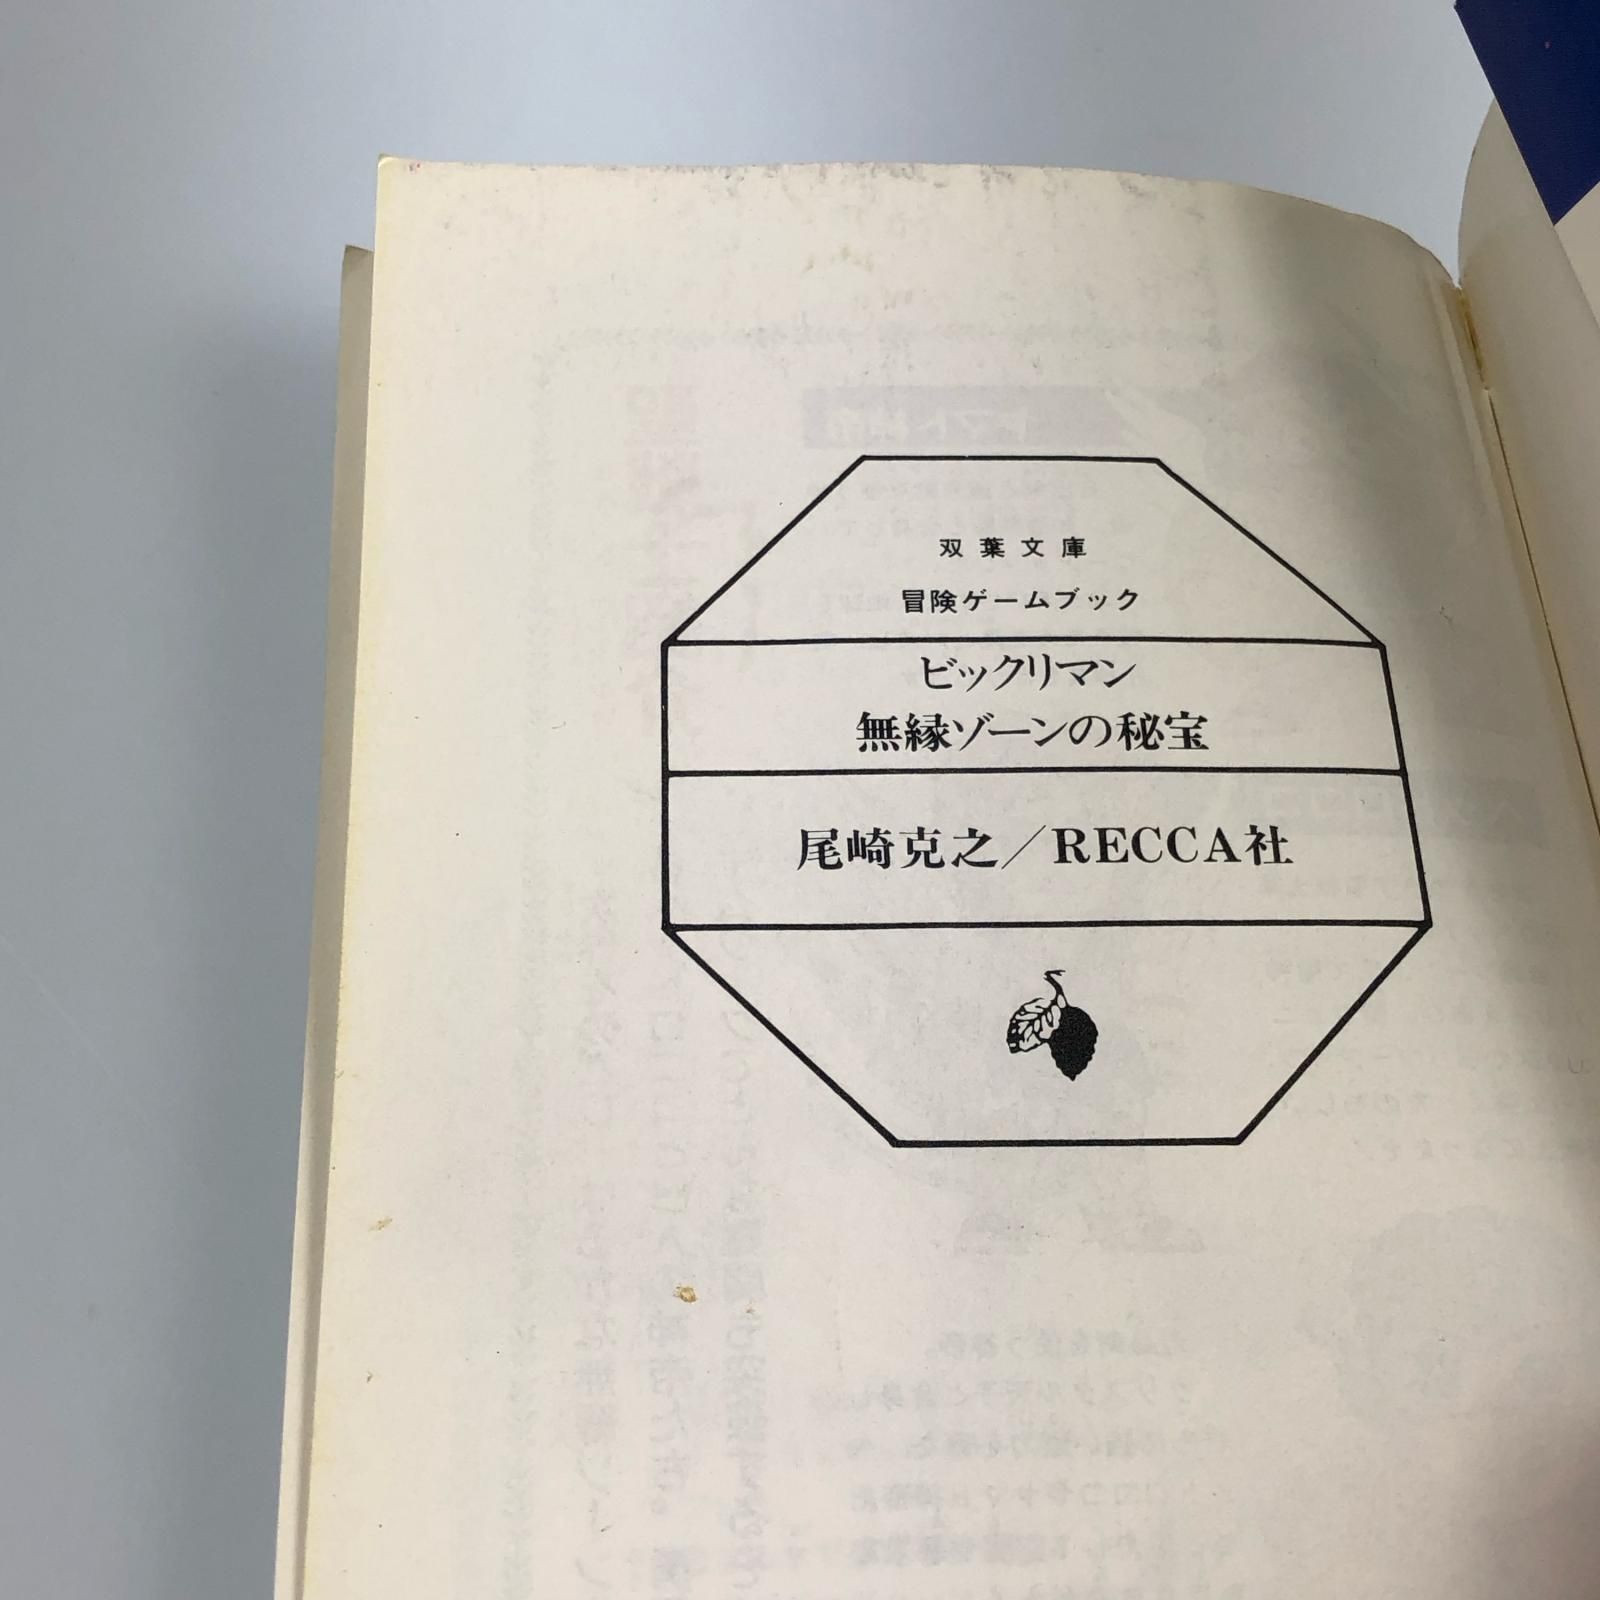 双葉文庫
冒険ゲームブック
ビックリマン
無縁ゾーンの秘宝
尾崎克之／RECCA社